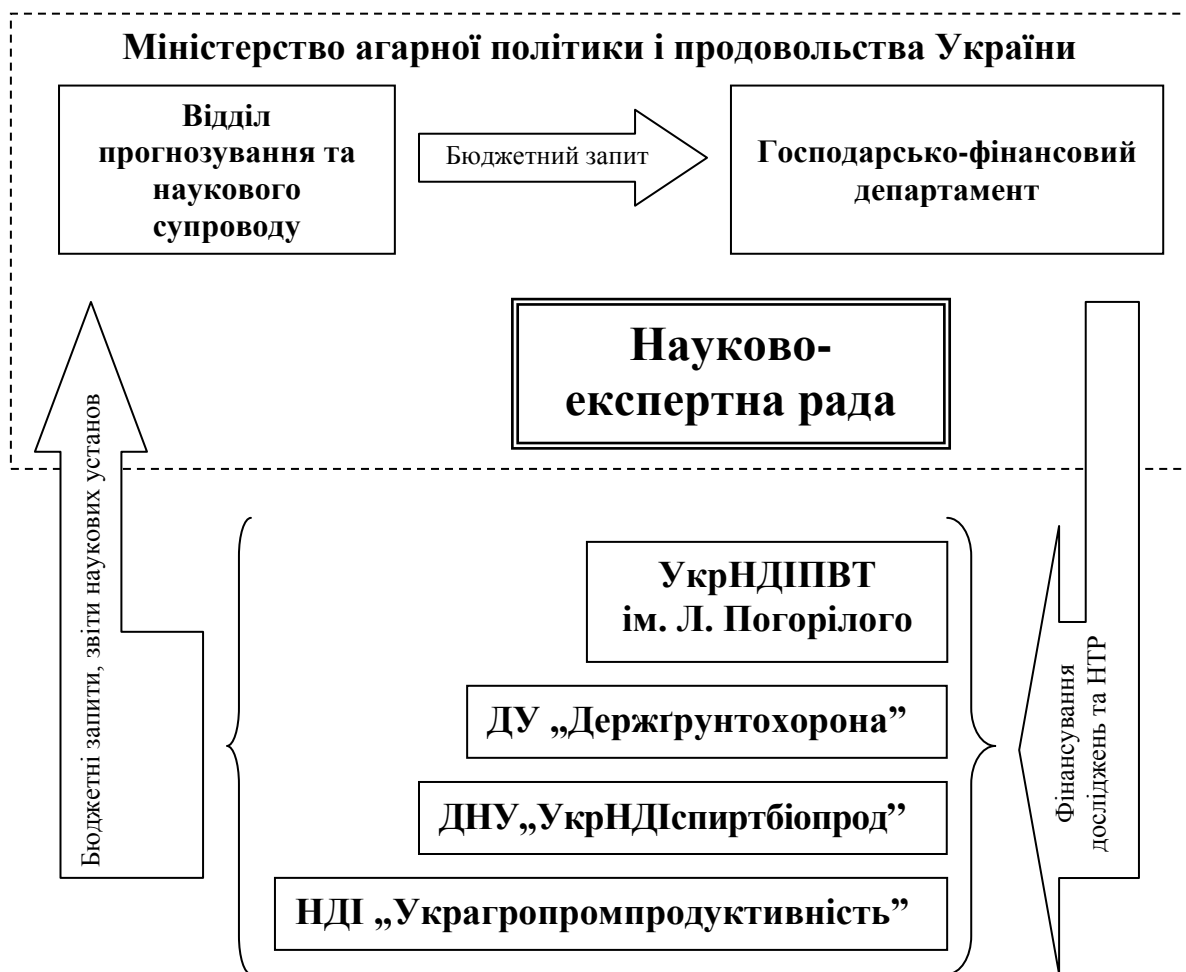 Міністерство аграрної політики і продовольства України
Відділ
прогнозування та
наукового
супроводу
Бюджетний запит
Господарсько-фінансовий
департамент
Науково-
експертна рада
Бюджетні запити, звіти наукових установ
УкрНДІПВТ
ім. Л. Погорілого
ДУ „Держґрунтохорона”
ДНУ„УкрНДІспиртбіопрод”
НДІ „Украгропромпродуктивність”
Фінансування
досліджень та НТР